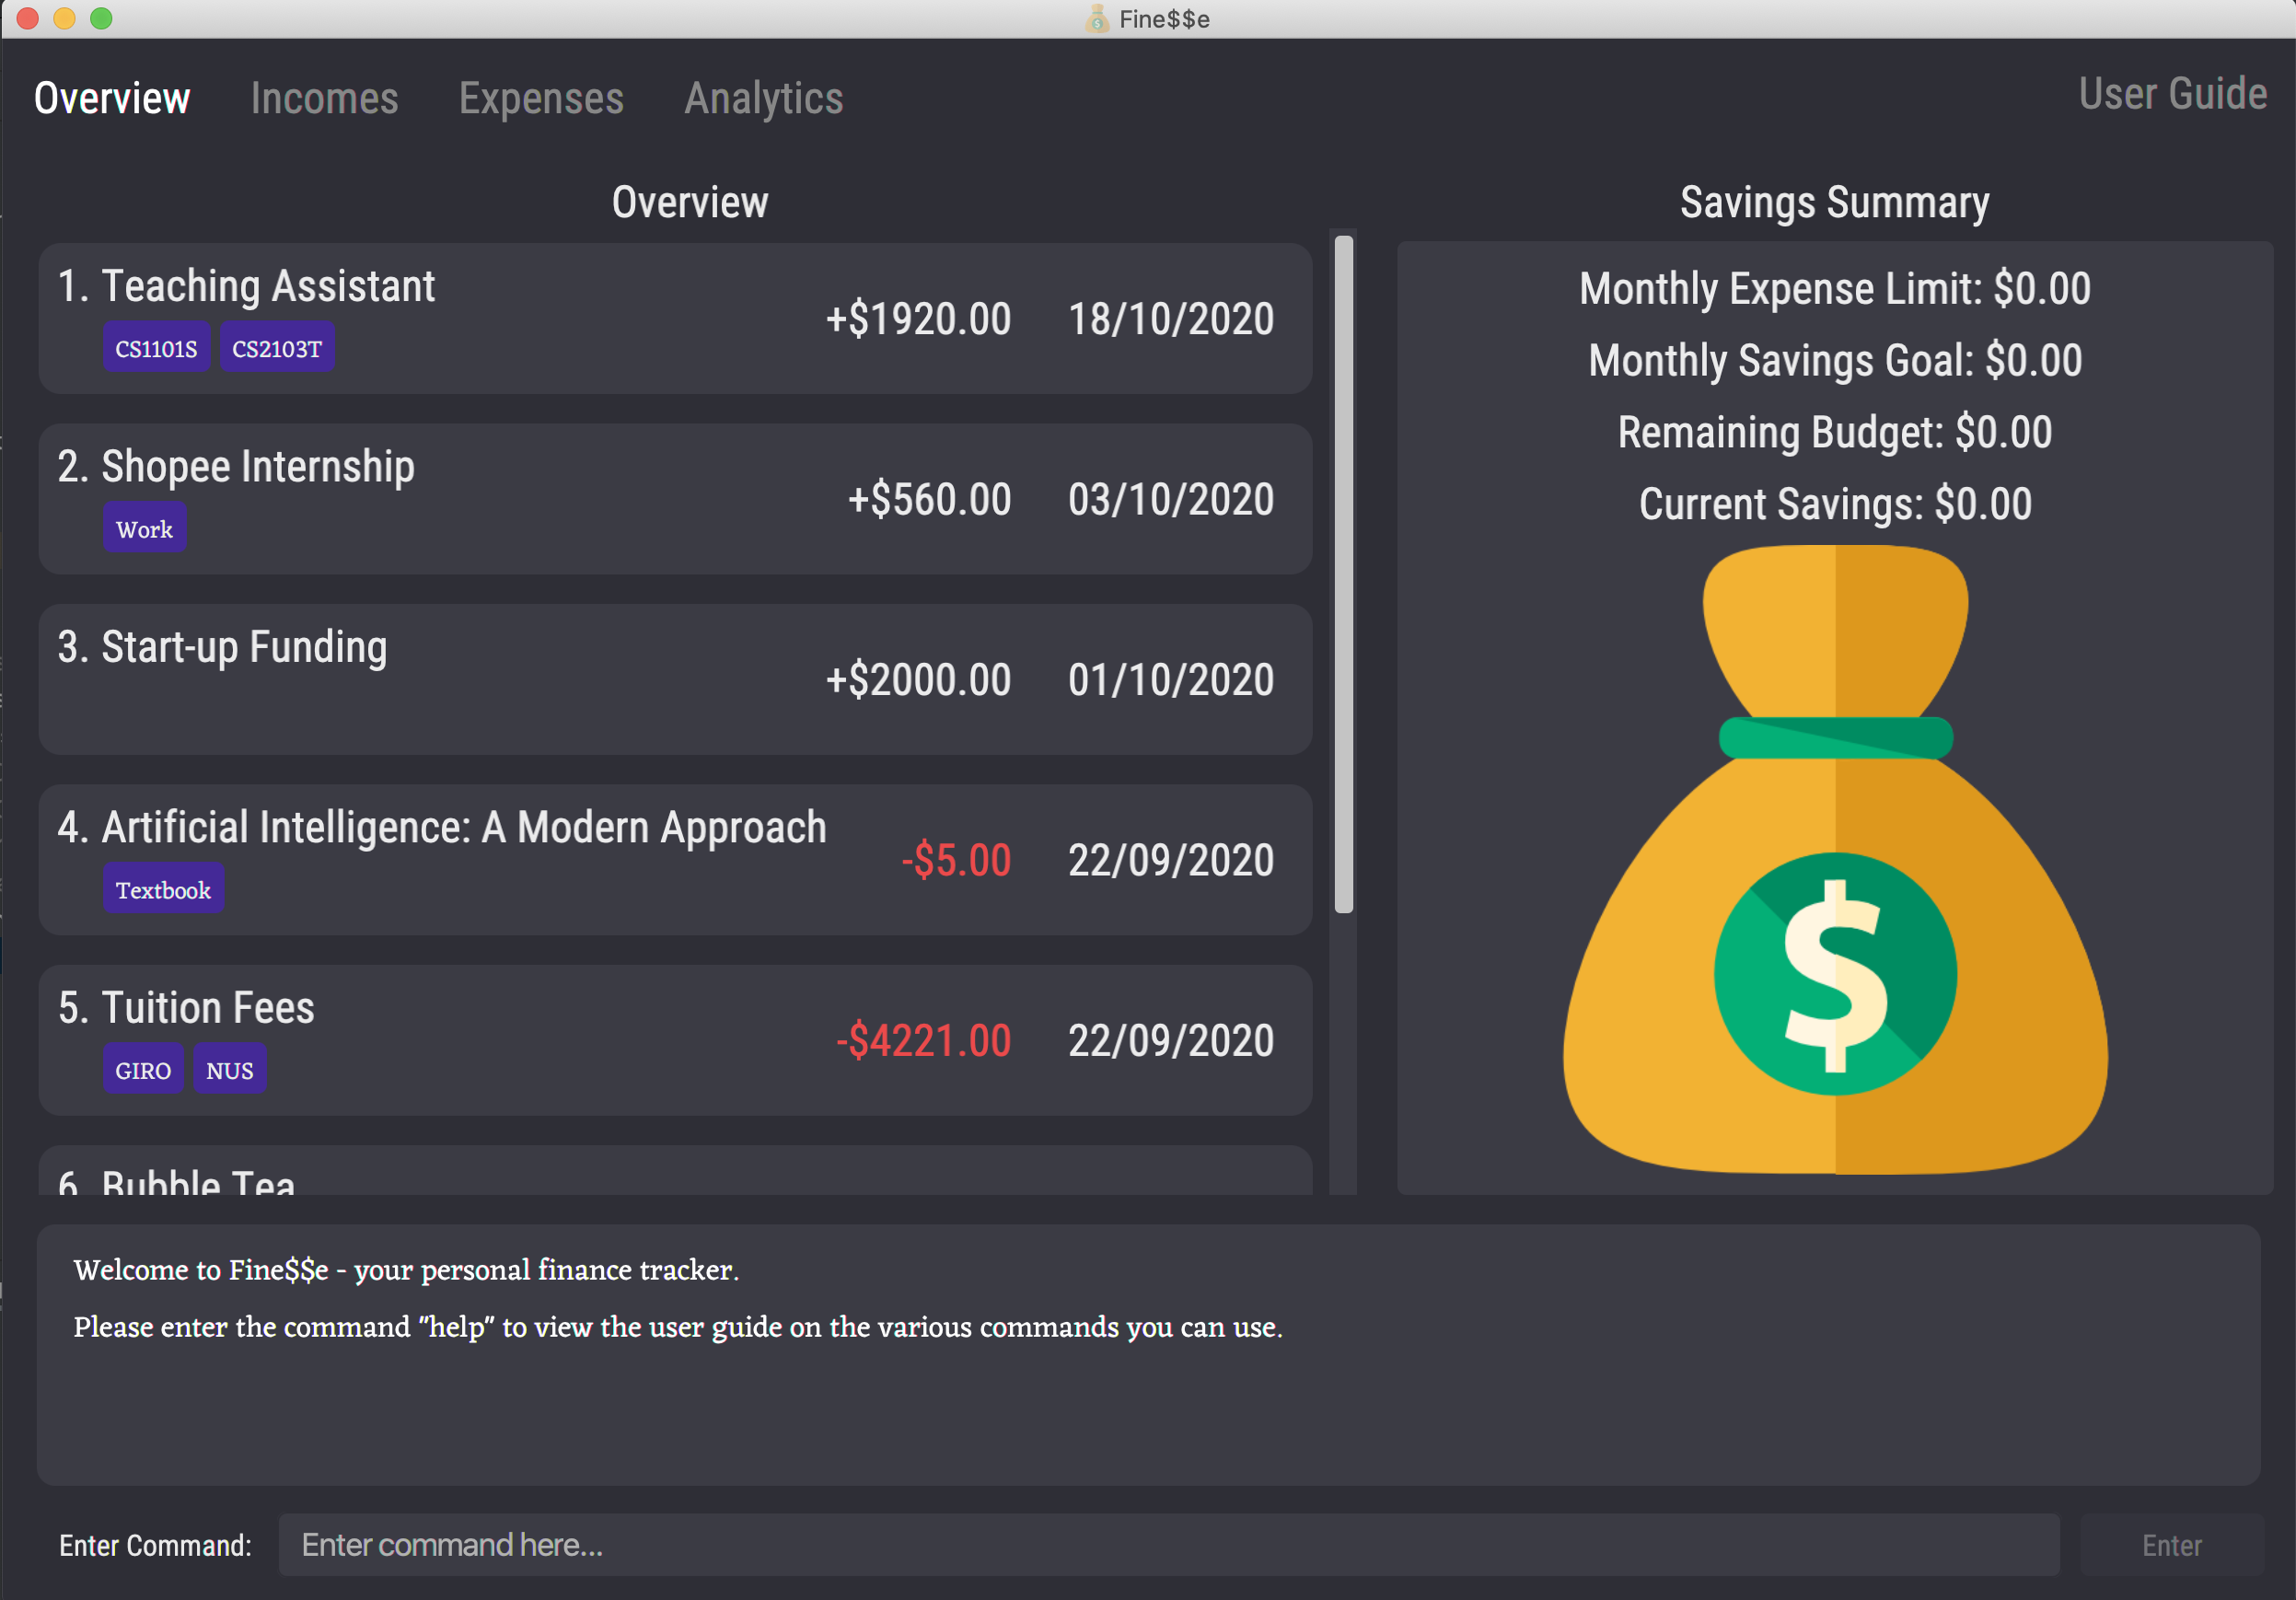 Fine$$e
Overview Incomes Expenses Analytics User Guide
Overview
1. Teaching Assistant
CS1101S CS2103T
+$1920.00 18/10/2020
2. Shopee Internship
Work
+$560.00 03/10/2020
3. Start-up Funding
+$2000.00 01/10/2020
4. Artificial Intelligence: A Modern Approach
Textbook
-$5.00 22/09/2020
5. Tuition Fees
GIRO NUS
-$4221.00 22/09/2020
6. Bubble Tea
Savings Summary
Monthly Expense Limit: $0.00
Monthly Savings Goal: $0.00
Remaining Budget: $0.00
Current Savings: $0.00
$
Welcome to Fine$$e - your personal finance tracker.
Please enter the command "help" to view the user guide on the various commands you can use.
Enter Command: Enter command here... Enter